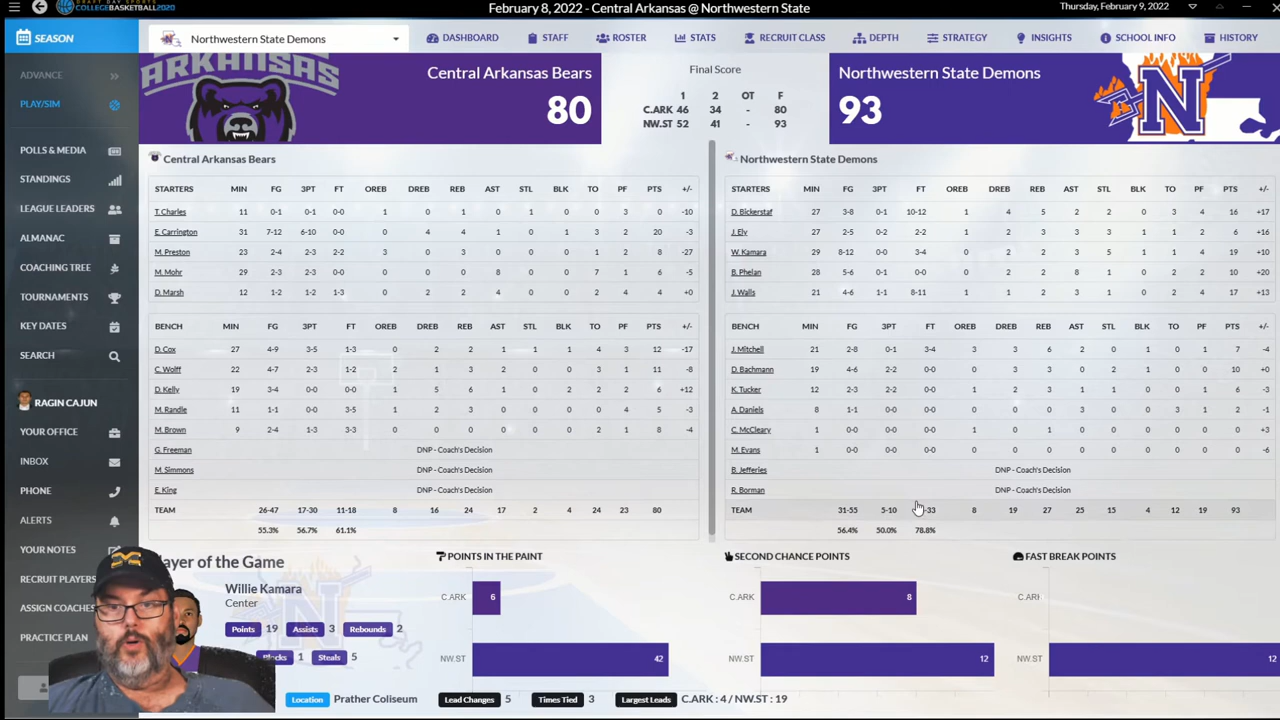 DRAFT DAY SPORTS
COLLEGE BASKETBALL 2020
February 8, 2022 - Central Arkansas @ Northwestern State
Thursday, February 9, 2022
SEASON
Northwestern State Demons
DASHBOARD STAFF ROSTER STATS RECRUIT CLASS DEPTH STRATEGY INSIGHTS SCHOOL INFO HISTORY
ADVANCE
PLAY/SIM
POLLS & MEDIA
STANDINGS
LEAGUE LEADERS
ALMANAC
COACHING TREE
TOURNAMENTS
KEY DATES
SEARCH
RAGIN CAJUN
YOUR OFFICE
INBOX
PHONE
ALERTS
YOUR NOTES
RECRUIT PLAYERS
ASSIGN COACHES
PRACTICE PLAN
ARKANSAS
Central Arkansas Bears
80
Final Score
1 2 OT F
C.ARK 46 34 - 80
NW.ST 52 41 - 93
Northwestern State Demons
93
N
Central Arkansas Bears
STARTERS MIN FG 3PT FT OREB DREB REB AST STL BLK TO PF PTS +/-
T. Charles 11 0-1 0-1 0-0 1 0 1 0 1 0 0 3 0 -10
E. Carrington 31 7-12 6-10 0-0 0 4 4 1 0 1 3 2 20 -3
M. Preston 23 2-4 2-3 2-2 3 0 3 0 0 0 1 2 8 -27
M. Mohr 29 2-3 2-3 0-0 0 0 0 8 0 0 7 1 6 -5
D. Marsh 12 1-2 1-2 1-3 0 2 2 4 0 0 2 4 4 +0
BENCH MIN FG 3PT FT OREB DREB REB AST STL BLK TO PF PTS +/-
D. Cox 27 4-9 3-5 1-3 0 2 2 1 1 1 4 3 12 -17
C. Wolff 22 4-7 2-3 1-2 2 1 3 2 0 0 3 1 11 -8
D. Kelly 19 3-4 0-0 0-0 1 5 6 1 0 2 2 2 6 +12
M. Randle 11 1-1 0-0 3-5 1 2 3 0 0 0 0 4 5 -3
M. Brown 9 2-4 1-3 3-3 0 0 0 0 0 0 2 1 8 -4
G. Freeman DNP - Coach's Decision
M. Simmons DNP - Coach's Decision
E. King DNP - Coach's Decision
TEAM 26-47 17-30 11-18 8 16 24 17 2 4 24 23 80
55.3% 56.7% 61.1%
Northwestern State Demons
STARTERS MIN FG 3PT FT OREB DREB REB AST STL BLK TO PF PTS +/-
D. Bickerstaf 27 3-8 0-1 10-12 1 4 5 2 2 0 3 4 16 +17
J. Ely 27 2-5 0-2 2-2 1 2 3 3 3 1 1 2 6 +16
W. Kamara 29 8-12 0-0 3-4 0 2 2 3 5 1 1 4 19 +10
B. Phelan 28 5-6 0-1 0-0 0 2 2 8 1 0 2 2 10 +20
J. Walls 21 4-6 1-1 8-11 1 1 2 3 1 0 2 4 17 +13
BENCH MIN FG 3PT FT OREB DREB REB AST STL BLK TO PF PTS +/-
J. Mitchell 21 2-8 0-1 3-4 3 3 6 2 0 1 0 1 7 -4
D. Bachmann 19 4-6 2-2 0-0 0 3 3 0 2 1 0 0 10 +0
K. Tucker 12 2-3 2-2 0-0 1 2 3 1 1 0 0 0 6 -3
A. Daniels 8 1-1 0-0 0-0 0 0 0 3 0 0 3 1 2 -1
C. McCleary 1 0-0 0-0 0-0 1 0 1 0 0 0 0 0 0 +3
M. Evans 1 0-0 0-0 0-0 0 0 0 0 0 0 0 1 0 -6
B. Jefferies DNP - Coach's Decision
R. Borman DNP - Coach's Decision
TEAM 31-55 5-10 -33 8 19 27 25 15 4 12 19 93
56.4% 50.0% 78.8%
layer of the Game
Willie Kamara
Center
Points 19 Assists 3 Rebounds 2
Blocks 1 Steals 5
POINTS IN THE PAINT
C.ARK 6
NW.ST 42
SECOND CHANCE POINTS
C.ARK 8
NW.ST 12
FAST BREAK POINTS
C.ARK
NW.ST 12
Location Prather Coliseum Lead Changes 5 Times Tied 3 Largest Leads C.ARK : 4 / NW.ST : 19